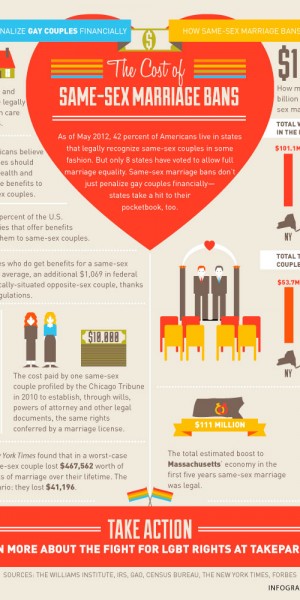 NALIZE GAY COUPLES FINANCIALLY
HOW SAME-SEX MARRIAGE BANS
$
The Cost of
SAME-SEX MARRIAGE BANS
As of May 2012, 42 percent of Americans live in states
that legally recognize same-sex couples in some
fashion. But only 8 states have voted to allow full
marriage equality. Same-sex marriage bans don't
just penalize gay couples financially—
states take a hit to their
pocketbook, too.
and
legally
care
cans believe
es should
ealth and
e benefits to
couples.
percent of the U.S.
ies that offer benefits
them to same-sex couples.
es who do get benefits for a same-sex
average, an additional $1,069 in federal
cally-situated opposite-sex couple, thanks
gulations.
$10,000
The cost paid by one same-sex
couple profiled by the Chicago Tribune
in 2010 to establish, through wills,
powers of attorney and other legal
documents, the same rights
conferred by a marriage license.
York Times found that in a worst-case
e-sex couple lost $467,562 worth of
s of marriage over their lifetime. The
ario: they lost $41,196.
$1
How m
billion
sex ma
TOTAL W
IN THE
$101.1M
NY
TOTAL T
COUPLE
$53.7M
NY
$111 MILLION
The total estimated boost to
Massachusetts' economy in the
first five years same-sex marriage
was legal.
TAKE ACTION
N MORE ABOUT THE FIGHT FOR LGBT RIGHTS AT TAKEPAR
SOURCES: THE WILLIAMS INSTITUTE, IRS, GAO, CENSUS BUREAU, THE NEW YORK TIMES, FORBES
INFOGRA